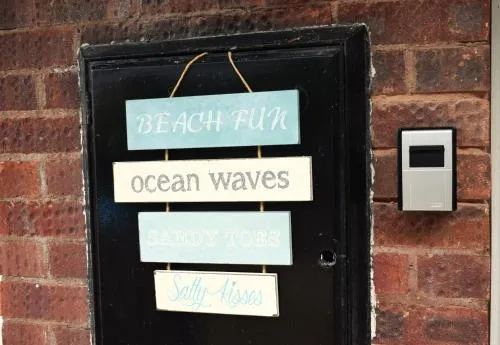 BEACH FUN
ocean waves
SANDY TOES
Salty kisses